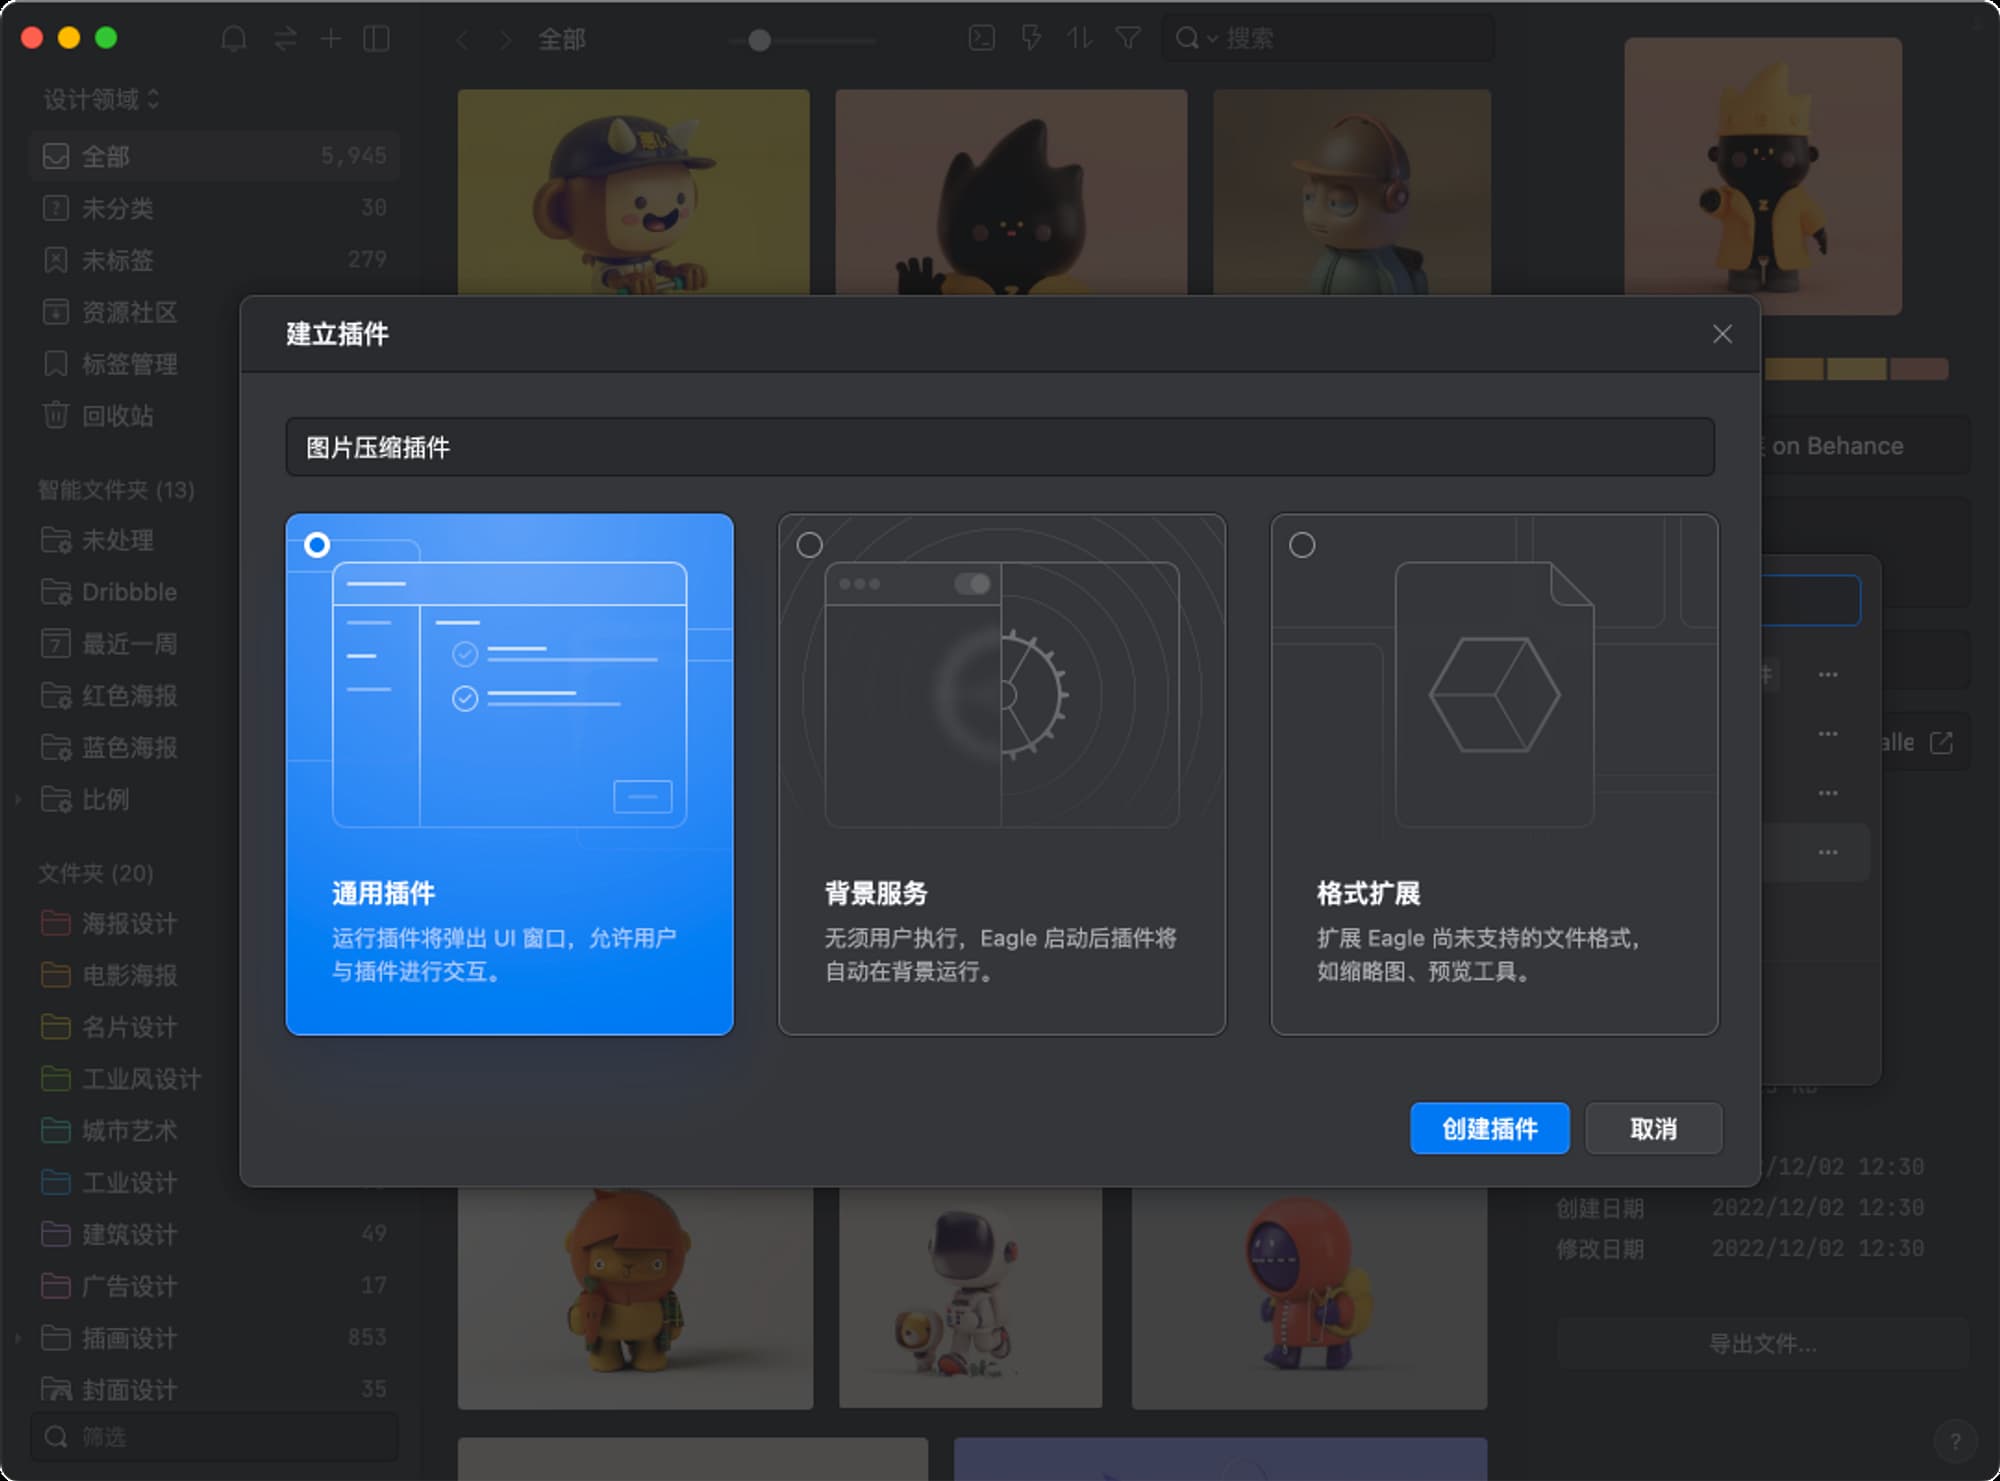 全部
搜索
设计领域
全部 5,945
未分类 30
未标签 279
资源社区
标签管理
回收站
智能文件夹 (13)
未处理
Dribbble
最近一周
红色海报
蓝色海报
比例
文件夹 (20)
海报设计
电影海报
名片设计
工业风设计
城市艺术
工业设计
建筑设计 49
广告设计 17
插画设计 853
封面设计 35
筛选
建立插件
图片压缩插件
通用插件
运行插件将弹出 UI 窗口，允许用户
与插件进行交互。
背景服务
无须用户执行，Eagle 启动后插件将
自动在背景运行。
格式扩展
扩展 Eagle 尚未支持的文件格式，
如缩略图、预览工具。
创建插件
取消
on Behance
alle
/12/02 12:30
创建日期 2022/12/02 12:30
修改日期 2022/12/02 12:30
导出文件...
?